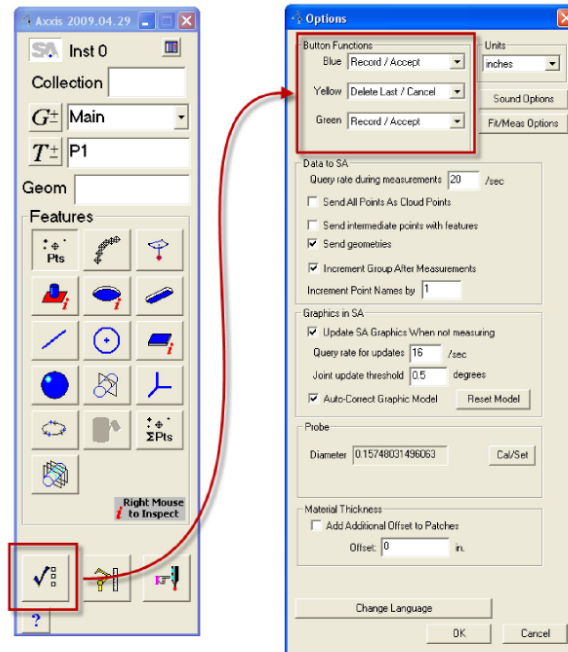 Axxis 2009.04.29
SA Inst 0
Collection
G± Main
T± P1
Geom
Features
Pts
i
i
i
ΣPts
Right Mouse
i to Inspect
?
Options
Button Functions
Blue Record / Accept
Yellow Delete Last / Cancel
Green Record / Accept
Units
inches
Sound Options
Fit/Meas Options
Data to SA
Query rate during measurements 20 /sec
Send All Points As Cloud Points
Send intermediate points with features
Send geometries
Increment Group After Measurements
Increment Point Names by 1
Graphics in SA
Update SA Graphics When not measuring
Query rate for updates 16 /sec
Joint update threshold 0.5 degrees
Auto-Correct Graphic Model Reset Model
Probe
Diameter 0.15748031496063 Cal/Set
Material Thickness
Add Additional Offset to Patches
Offset: 0 in.
Change Language
OK Cancel